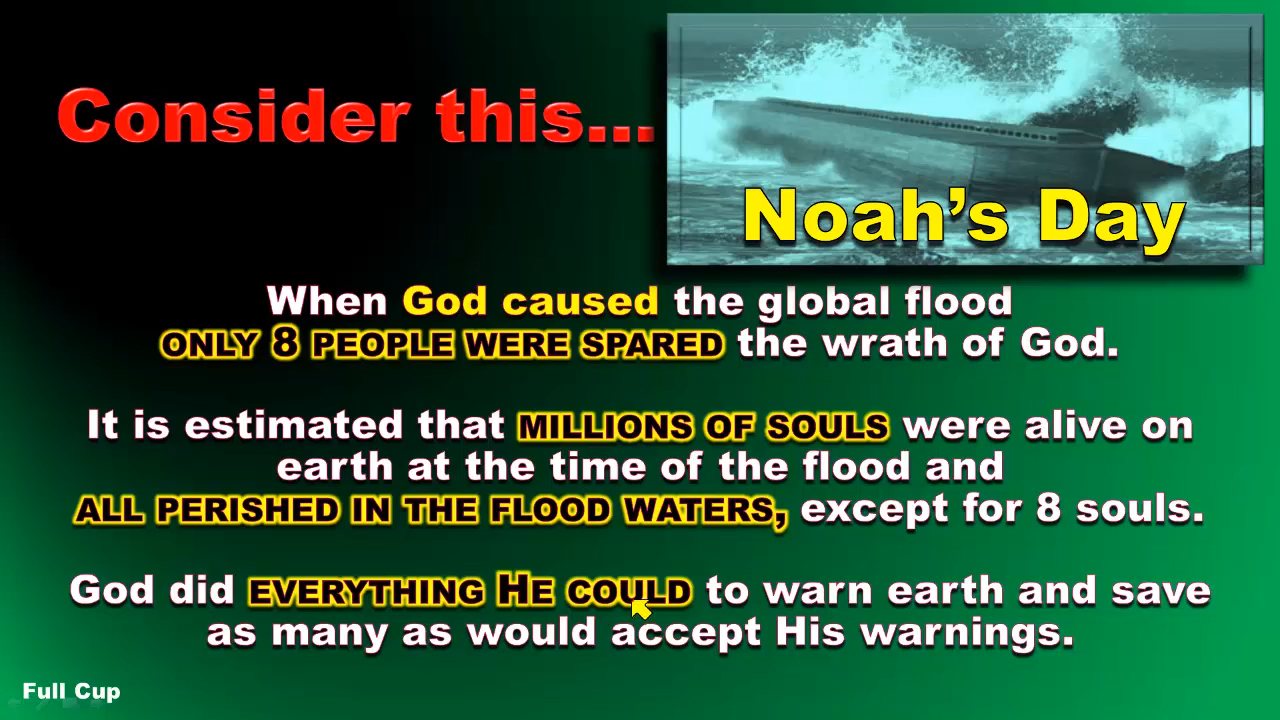 Consider this...
Noah's Day
When God caused the global flood
ONLY 8 PEOPLE WERE SPARED the wrath of God.
It is estimated that MILLIONS OF SOULS were alive on
earth at the time of the flood and
ALL PERISHED IN THE FLOOD WATERS, except for 8 souls.
God did EVERYTHING HE COULD to warn earth and save
as many as would accept His warnings.
Full Cup